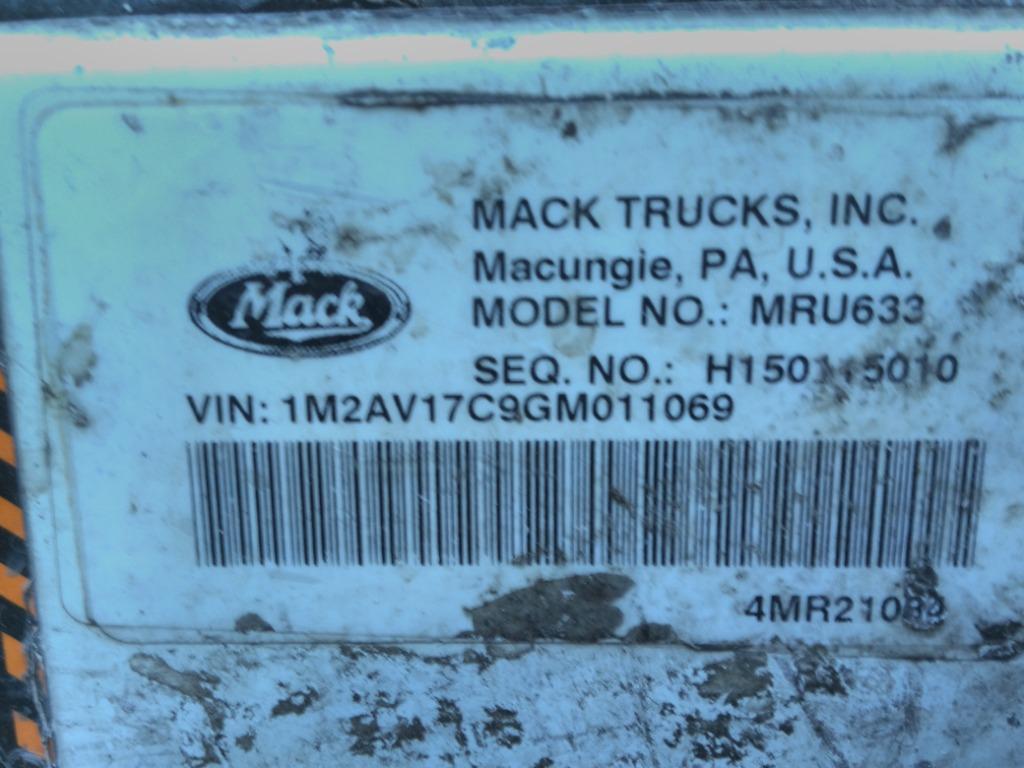 MACK TRUCKS, INC.
Macungie, PA, U.S.A.
Mack
MODEL NO.: MRU633
SEQ. NO.:
VIN: 1M2AV17C9GM011069